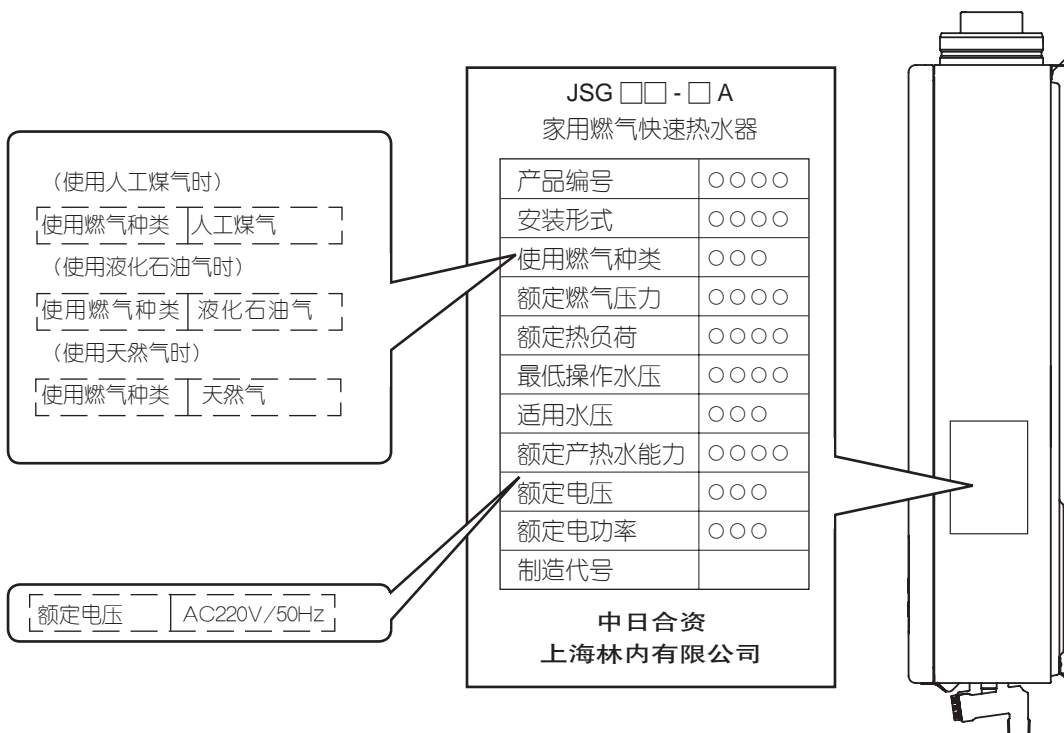 JSG □□ - □ A
家用燃气快速热水器
产品编号 ○○○○
安装形式 ○○○○
使用燃气种类 ○○○
额定燃气压力 ○○○○
额定热负荷 ○○○○
最低操作水压 ○○○○
适用水压 ○○○
额定产热水能力 ○○○○
额定电压 ○○○
额定电功率 ○○○
制造代号
中日合资
上海林内有限公司
（使用人工煤气时）
使用燃气种类 人工煤气
（使用液化石油气时）
使用燃气种类 液化石油气
（使用天然气时）
使用燃气种类 天然气
额定电压 AC220V/50Hz